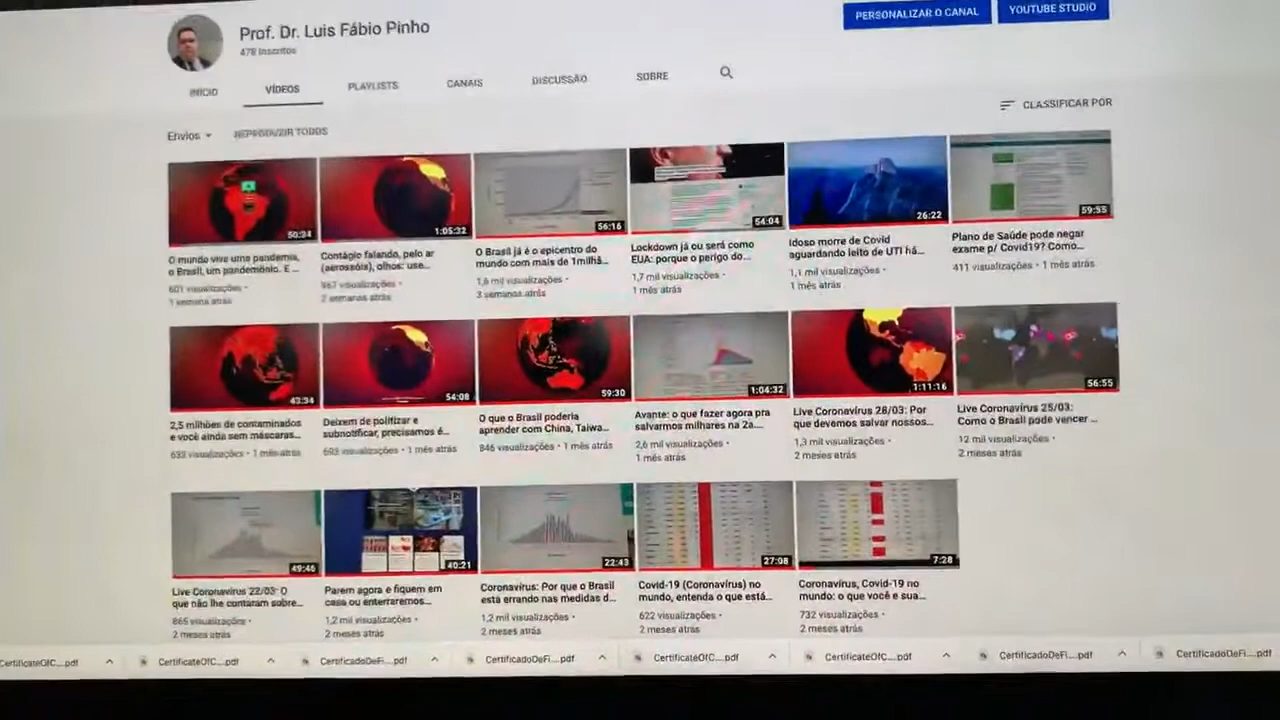 Prof. Dr. Luis Fábio Pinho
478 inscritos
PERSONALIZAR O CANAL
YOUTUBE STUDIO
INÍCIO
VÍDEOS
PLAYLISTS
CANAIS
DISCUSSÃO
SOBRE
Envios
REPRODUZIR TODOS
CLASSIFICAR POR
50:34
1:05:32
56:16
54:04
26:22
59:55
O mundo vive uma pandemia,
o Brasil, um pandemônio. E ...
601 visualizações •
1 semana atrás
Contágio falando, pelo ar
(aerossóis), olhos: use...
967 visualizações •
2 semanas atrás
O Brasil já é o epicentro do
mundo com mais de 1milhã...
1,6 mil visualizações •
3 semanas atrás
Lockdown já ou será como
EUA: porque o perigo do...
1,7 mil visualizações •
1 mês atrás
Idoso morre de Covid
aguardando leito de UTI há...
1,1 mil visualizações •
1 mês atrás
Plano de Saúde pode negar
exame p/ Covid19? Como...
411 visualizações • 1 mês atrás
43:34
54:08
59:30
1:04:32
1:11:16
56:55
2,5 milhões de contaminados
e você ainda sem máscaras...
633 visualizações • 1 mês atrás
Deixem de politizar e
subnotificar, precisamos é...
693 visualizações • 1 mês atrás
O que o Brasil poderia
aprender com China, Taiwa...
846 visualizações • 1 mês atrás
Avante: o que fazer agora pra
salvarmos milhares na 2a....
2,6 mil visualizações •
1 mês atrás
Live Coronavírus 28/03: Por
que devemos salvar nossos...
1,3 mil visualizações •
2 meses atrás
Live Coronavírus 25/03:
Como o Brasil pode vencer ...
12 mil visualizações •
2 meses atrás
49:46
40:21
22:43
27:08
7:28
Live Coronavírus 22/03: O
que não lhe contaram sobre...
865 visualizações •
2 meses atrás
Parem agora e fiquem em
casa ou enterraremos...
1,2 mil visualizações •
2 meses atrás
Coronavírus: Por que o Brasil
está errando nas medidas d...
1,2 mil visualizações •
2 meses atrás
Covid-19 (Coronavírus) no
mundo, entenda o que está...
622 visualizações •
2 meses atrás
Coronavírus, Covid-19 no
mundo: o que você e sua...
732 visualizações •
2 meses atrás
CertificateOfC....pdf
CertificateOfC....pdf
CertificadoDeFi....pdf
CertificadoDeFi....pdf
CertificateOfC....pdf
CertificateOfC....pdf
CertificadoDeFi....pdf
CertificadoDeFi....pdf